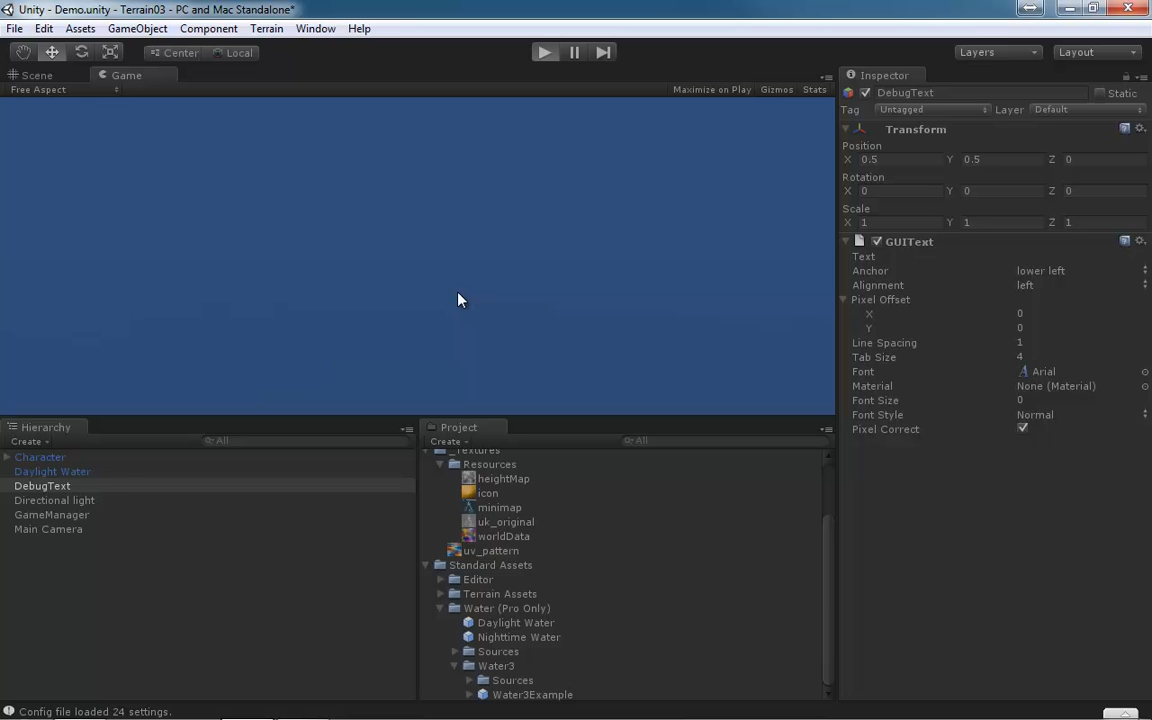 Unity - Demo.unity - Terrain03 - PC and Mac Standalone*
File Edit Assets GameObject Component Terrain Window Help
Center Local Layers Layout
Scene Game Inspector
Free Aspect Maximize on Play Gizmos Stats
DebugText Static
Tag Untagged Layer Default
Transform
Position
X 0.5 Y 0.5 Z 0
Rotation
X 0 Y 0 Z 0
Scale
X 1 Y 1 Z 1
GUIText
Text
Anchor lower left
Alignment left
Pixel Offset
X 0
Y 0
Line Spacing 1
Tab Size 4
Font Arial
Material None (Material)
Font Size 0
Font Style Normal
Pixel Correct
Hierarchy
Create All
Character
Daylight Water
DebugText
Directional light
GameManager
Main Camera
Project
Create All
_Textures
Resources
heightMap
icon
minimap
uk_original
worldData
uv_pattern
Standard Assets
Editor
Terrain Assets
Water (Pro Only)
Daylight Water
Nighttime Water
Sources
Water3
Sources
Water3Example
Config file loaded 24 settings.